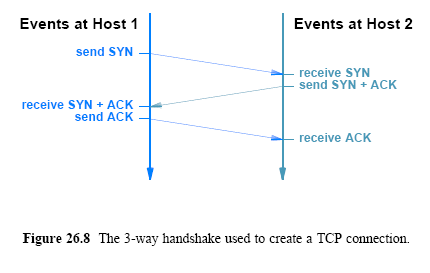 Events at Host 1
Events at Host 2
send SYN
receive SYN
send SYN + ACK
receive SYN + ACK
send ACK
receive ACK
Figure 26.8 The 3-way handshake used to create a TCP connection.